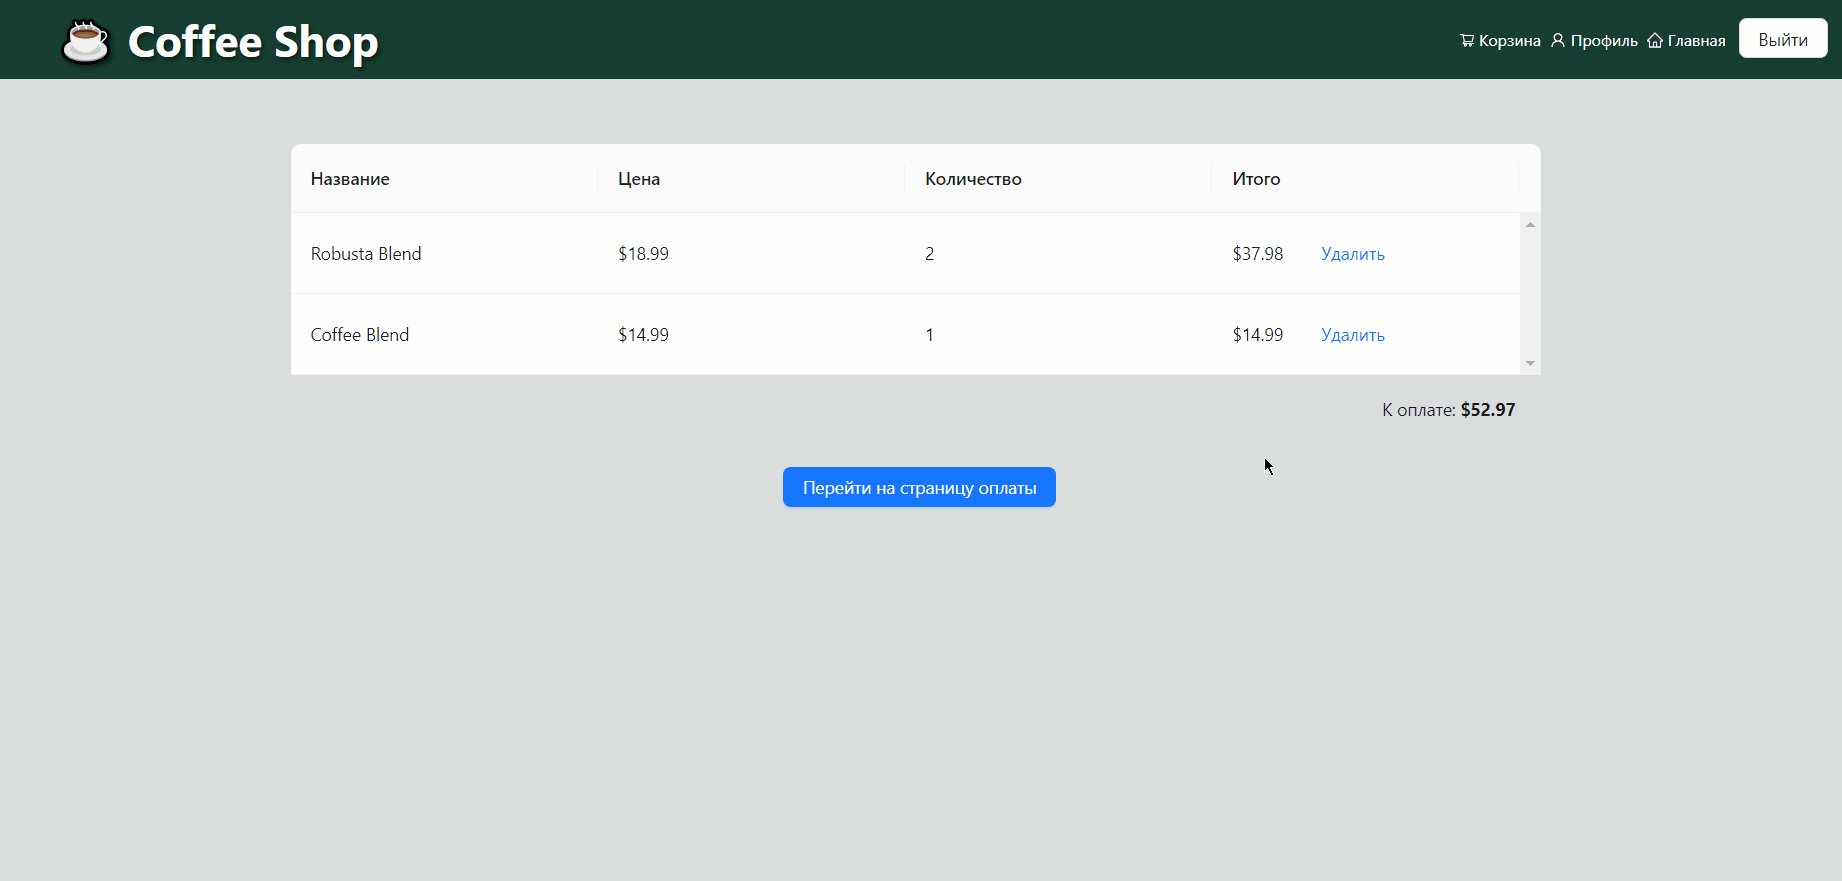 Coffee Shop
Корзина Профиль Главная Выйти
Название Цена Количество Итого
Robusta Blend $18.99 2 $37.98 Удалить
Coffee Blend $14.99 1 $14.99 Удалить
К оплате: $52.97
Перейти на страницу оплаты